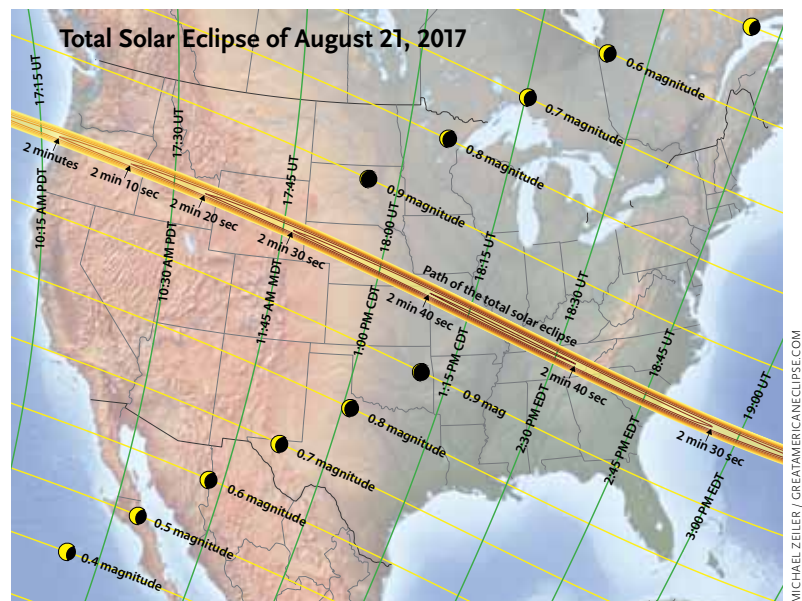 Total Solar Eclipse of August 21, 2017
17:15 UT
17:30 UT
17:45 UT
18:00 UT
18:15 UT
18:30 UT
18:45 UT
19:00 UT
0.6 magnitude
0.7 magnitude
0.8 magnitude
0.9 magnitude
2 minutes
2 min 10 sec
2 min 20 sec
2 min 30 sec
2 min 40 sec
Path of the total solar eclipse
2 min 40 sec
2 min 30 sec
10:15 AM PDT
10:30 AM PDT
11:45 AM MDT
1:00 PM CDT
1:15 PM CDT
2:30 PM EDT
2:45 PM EDT
3:00 PM EDT
0.9 mag
0.8 magnitude
0.7 magnitude
0.6 magnitude
0.5 magnitude
0.4 magnitude
MICHAEL ZEILER / GREATAMERICANECLIPSE.COM